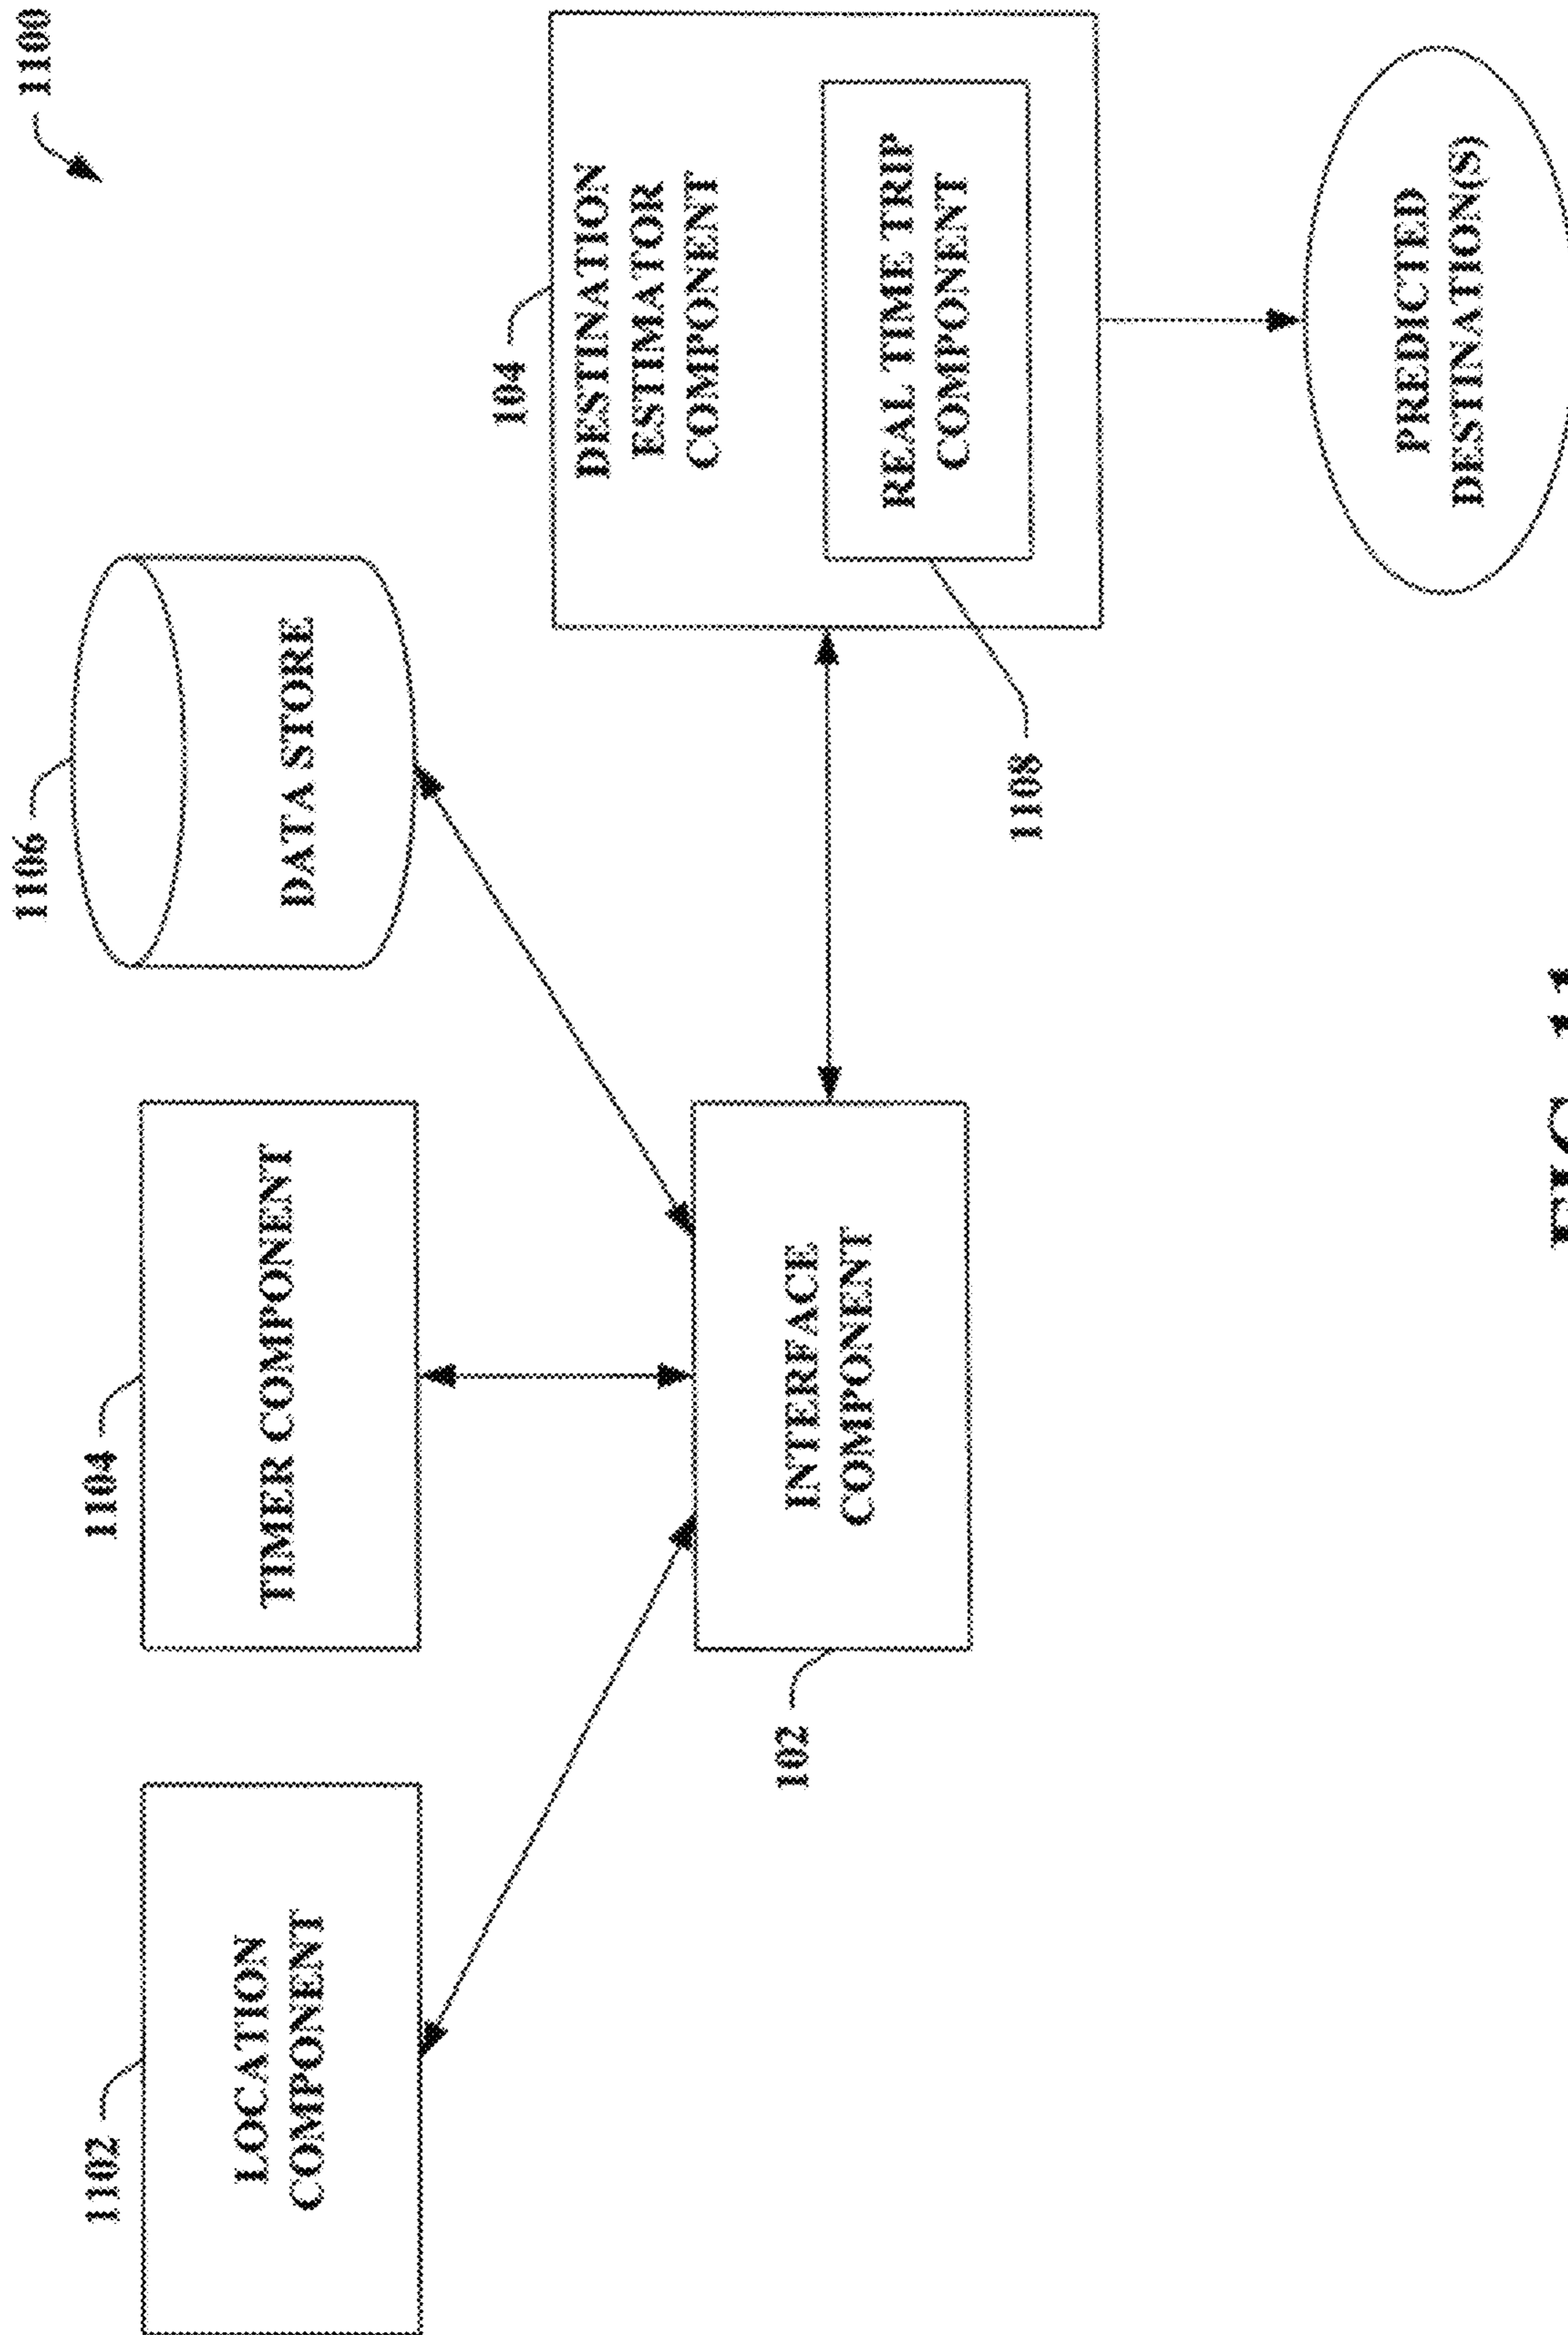 1100
1102
LOCATION
COMPONENT
1104
TIMER COMPONENT
1106
DATA STORE
102
INTERFACE
COMPONENT
104
DESTINATION
ESTIMATOR
COMPONENT
REAL TIME TRIP
COMPONENT
1108
PREDICTED
DESTINATION(S)